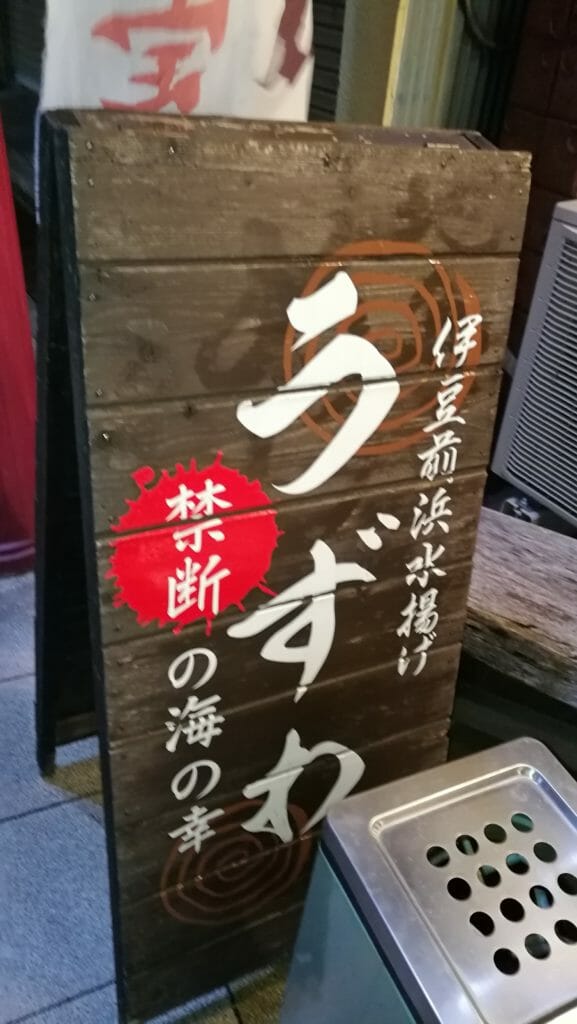 伊豆前浜水揚げ
うずわ
禁断
の海の幸